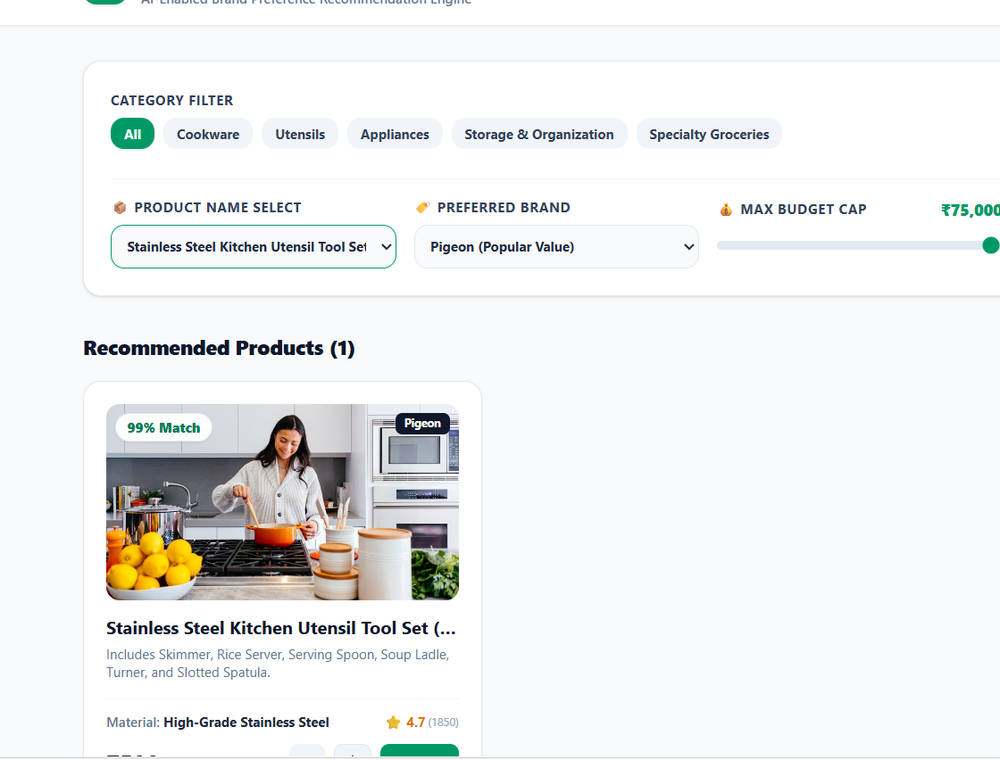 AI-Enabled Brand Preference Recommendation Engine
CATEGORY FILTER
All
Cookware
Utensils
Appliances
Storage & Organization
Specialty Groceries
PRODUCT NAME SELECT
PREFERRED BRAND
MAX BUDGET CAP
₹75,000
Stainless Steel Kitchen Utensil Tool Set
Pigeon (Popular Value)
Recommended Products (1)
99% Match
Pigeon
Stainless Steel Kitchen Utensil Tool Set (...
Includes Skimmer, Rice Server, Serving Spoon, Soup Ladle,
Turner, and Slotted Spatula.
Material: High-Grade Stainless Steel
4.7 (1850)